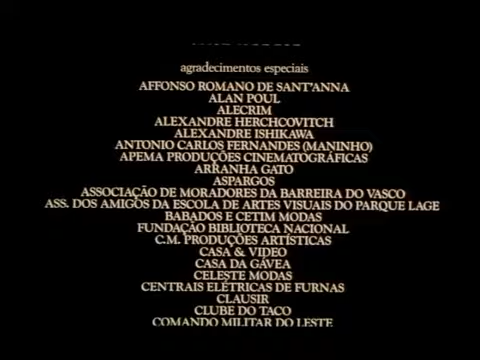 agradecimentos especiais
AFFONSO ROMANO DE SANT'ANNA
ALAN POUL
ALECRIM
ALEXANDRE HERCHCOVITCH
ALEXANDRE ISHIKAWA
ANTONIO CARLOS FERNANDES (MANINHO)
APEMA PRODUÇÕES CINEMATOGRÁFICAS
ARRANHA GATO
ASPARGOS
ASSOCIAÇÃO DE MORADORES DA BARREIRA DO VASCO
ASS. DOS AMIGOS DA ESCOLA DE ARTES VISUAIS DO PARQUE LAGE
BABADOS E CETIM MODAS
FUNDAÇÃO BIBLIOTECA NACIONAL
C.M. PRODUÇÕES ARTÍSTICAS
CASA & VIDEO
CASA DA GÁVEA
CELESTE MODAS
CENTRAIS ELÉTRICAS DE FURNAS
CLAUSIR
CLUBE DO TACO
COMANDO MILITAR DO LESTE